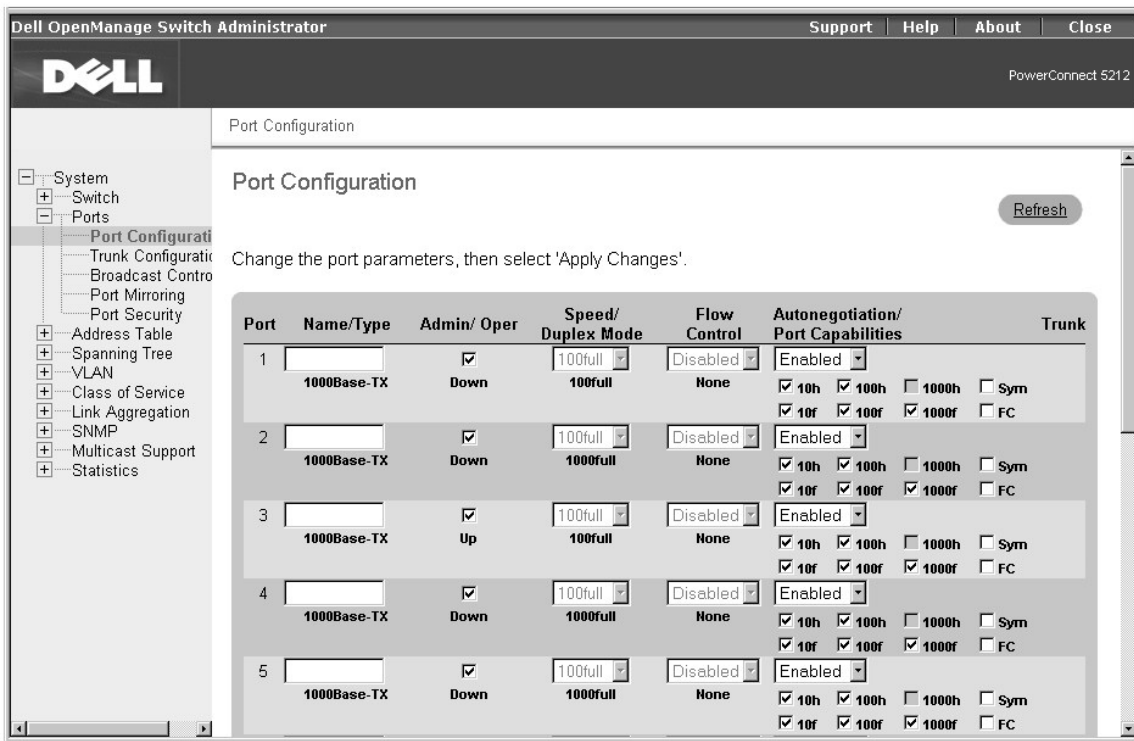 Dell OpenManage Switch Administrator
Support | Help | About | Close
DELL
PowerConnect 5212
Port Configuration
System
Switch
Ports
Port Configurati
Trunk Configuratio
Broadcast Contro
Port Mirroring
Port Security
Address Table
Spanning Tree
VLAN
Class of Service
Link Aggregation
SNMP
Multicast Support
Statistics
Port Configuration
Refresh
Change the port parameters, then select 'Apply Changes'.
Port Name/Type Admin/ Oper Speed/ Duplex Mode Flow Control Autonegotiation/ Port Capabilities Trunk
1 100full Disabled Enabled
1000Base-TX Down 100full None 10h 100h 1000h Sym
10f 100f 1000f FC
2 100full Disabled Enabled
1000Base-TX Down 1000full None 10h 100h 1000h Sym
10f 100f 1000f FC
3 100full Disabled Enabled
1000Base-TX Up 100full None 10h 100h 1000h Sym
10f 100f 1000f FC
4 100full Disabled Enabled
1000Base-TX Down 1000full None 10h 100h 1000h Sym
10f 100f 1000f FC
5 100full Disabled Enabled
1000Base-TX Down 1000full None 10h 100h 1000h Sym
10f 100f 1000f FC